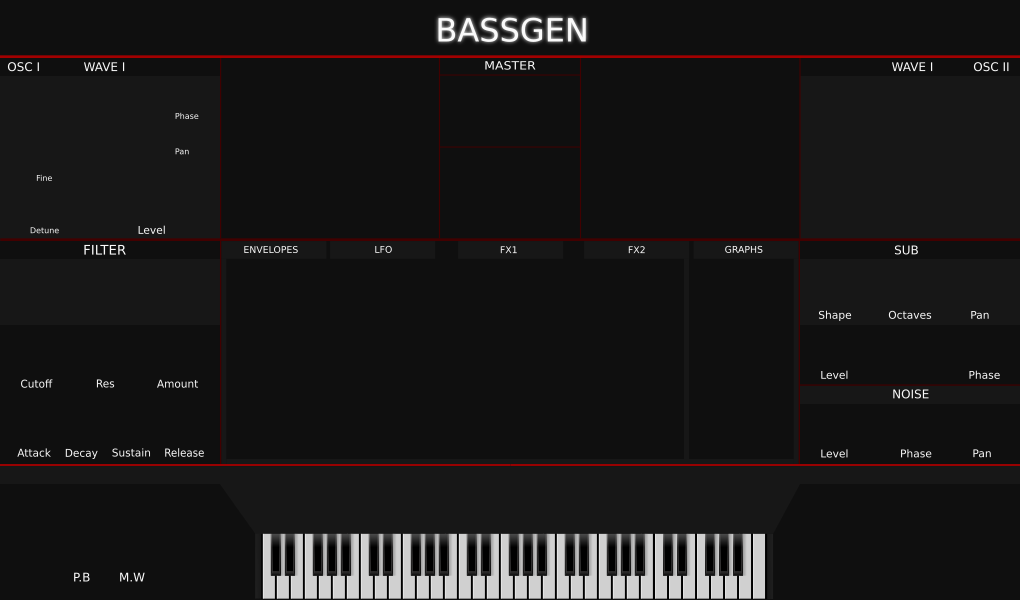 BASSGEN
OSC I WAVE I MASTER WAVE I OSC II
Phase
Pan
Fine
Detune Level
FILTER ENVELOPES LFO FX1 FX2 GRAPHS SUB
Shape Octaves Pan
Level Phase
Cutoff Res Amount
NOISE
Attack Decay Sustain Release Level Phase Pan
P.B M.W